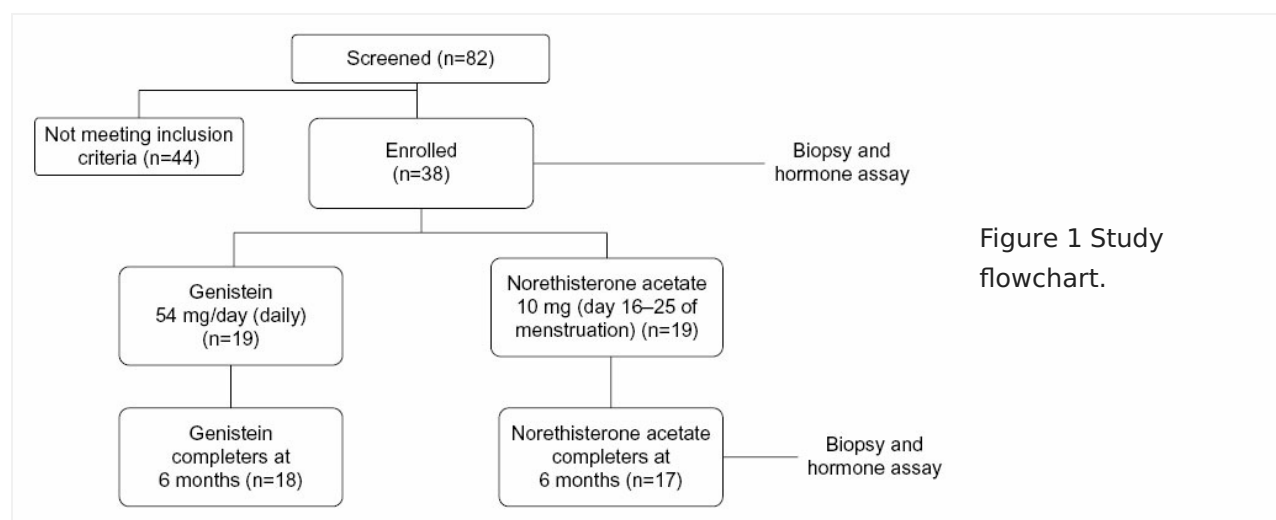 Screened (n=82)
Not meeting inclusion
criteria (n=44)
Enrolled
(n=38)
Biopsy and
hormone assay
Figure 1 Study
flowchart.
Genistein
54 mg/day (daily)
(n=19)
Norethisterone acetate
10 mg (day 16–25 of
menstruation) (n=19)
Genistein
completers at
6 months (n=18)
Norethisterone acetate
completers at
6 months (n=17)
Biopsy and
hormone assay